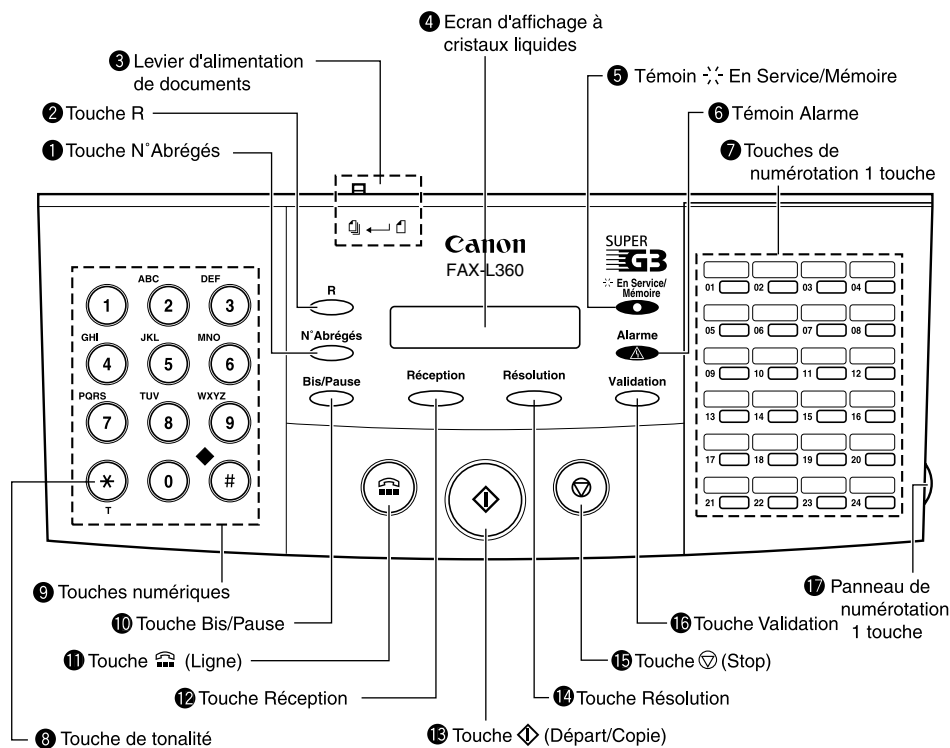 ❹ Ecran d'affichage à
cristaux liquides
❸ Levier d'alimentation
de documents
❺ Témoin En Service/Mémoire
❷ Touche R
❻ Témoin Alarme
❶ Touche N°Abrégés
❼ Touches de
numérotation 1 touche
Canon
FAX-L360
SUPER
G3
En Service/
Mémoire
R
N°Abrégés
Alarme
Bis/Pause
Réception
Résolution
Validation
ABC DEF
1 2 3
GHI JKL MNO
4 5 6
PQRS TUV WXYZ
7 8 9
* 0 #
T
01 02 03 04
05 06 07 08
09 10 11 12
13 14 15 16
17 18 19 20
21 22 23 24
❾ Touches numériques
❿ Touche Bis/Pause
⓫ Touche (Ligne)
⓬ Touche Réception
❽ Touche de tonalité
⓭ Touche (Départ/Copie)
⓮ Touche Résolution
⓯ Touche (Stop)
⓰ Touche Validation
⓱ Panneau de
numérotation
1 touche